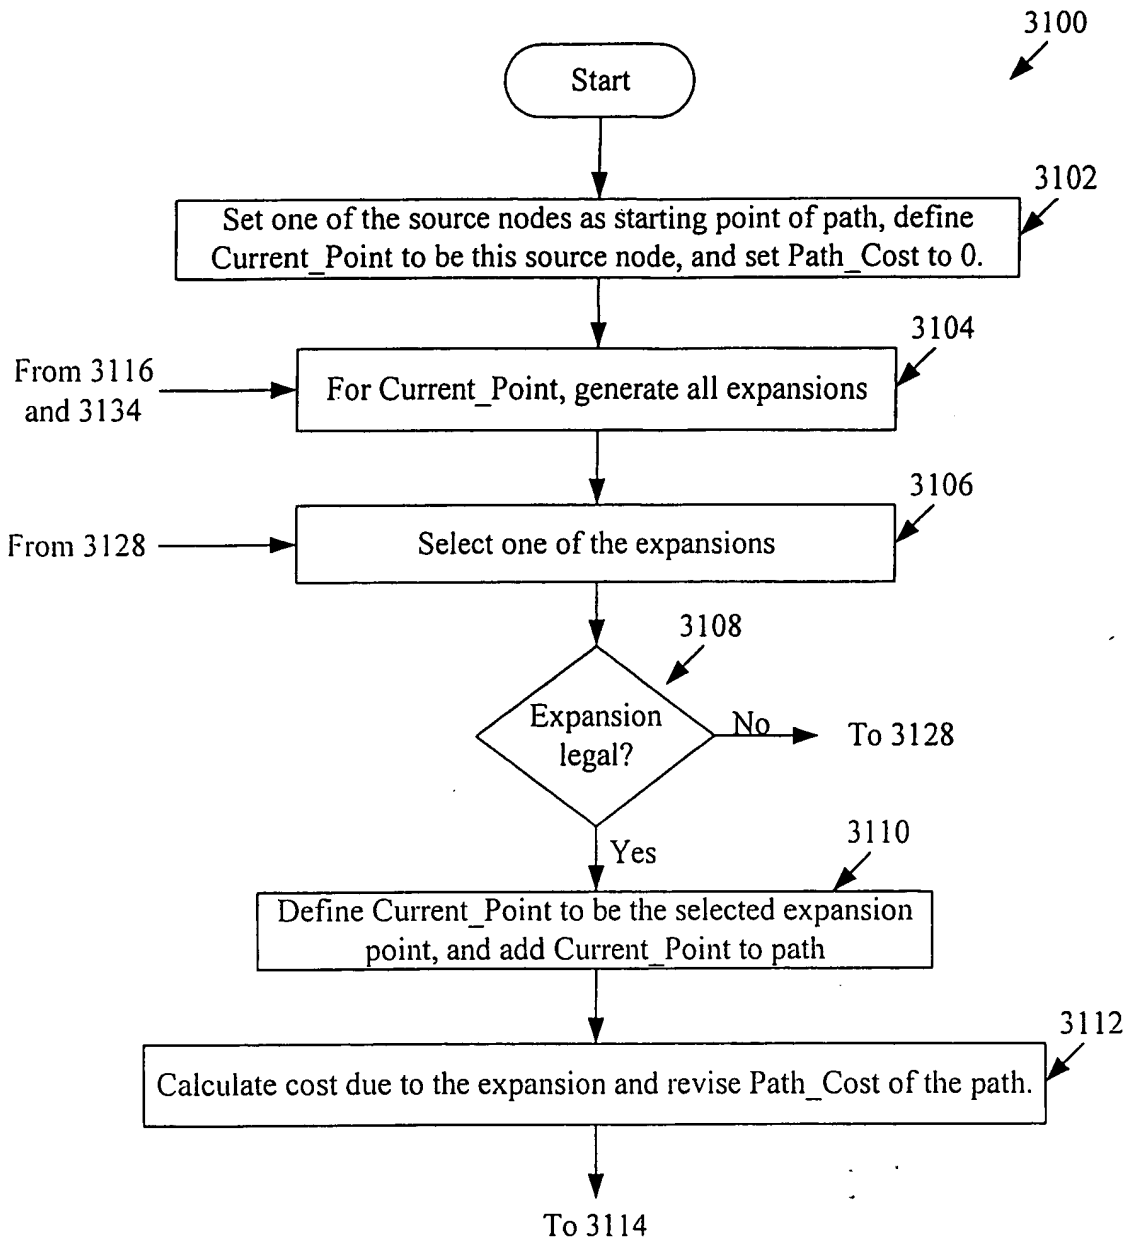 3100
Start
3102
Set one of the source nodes as starting point of path, define
Current_Point to be this source node, and set Path_Cost to 0.
3104
From 3116
and 3134
For Current_Point, generate all expansions
3106
From 3128
Select one of the expansions
3108
Expansion
legal?
No
To 3128
Yes
3110
Define Current_Point to be the selected expansion
point, and add Current_Point to path
3112
Calculate cost due to the expansion and revise Path_Cost of the path.
To 3114